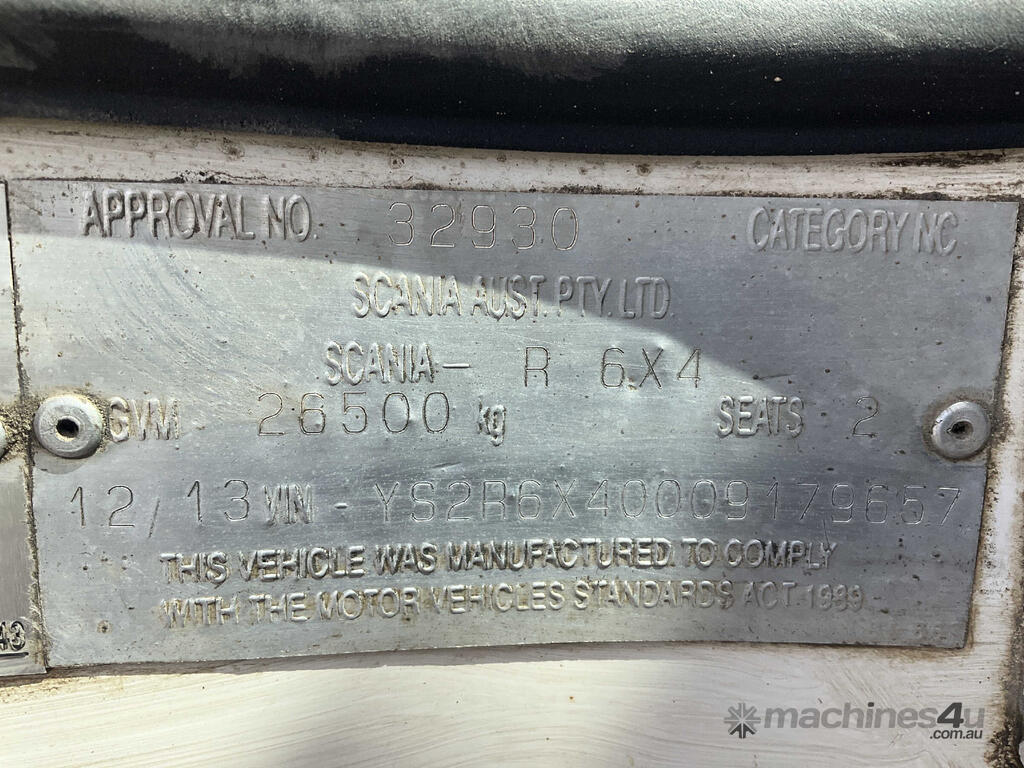 APPROVAL NO. 32930 CATEGORY NC
SCANIA AUST. PTY. LTD.
SCANIA - R 6X4
GVM 26500 kg SEATS 2
12/13 VIN - YS2R6X40009179657
THIS VEHICLE WAS MANUFACTURED TO COMPLY
WITH THE MOTOR VEHICLES STANDARDS ACT 1989
43
machines4u
.com.au